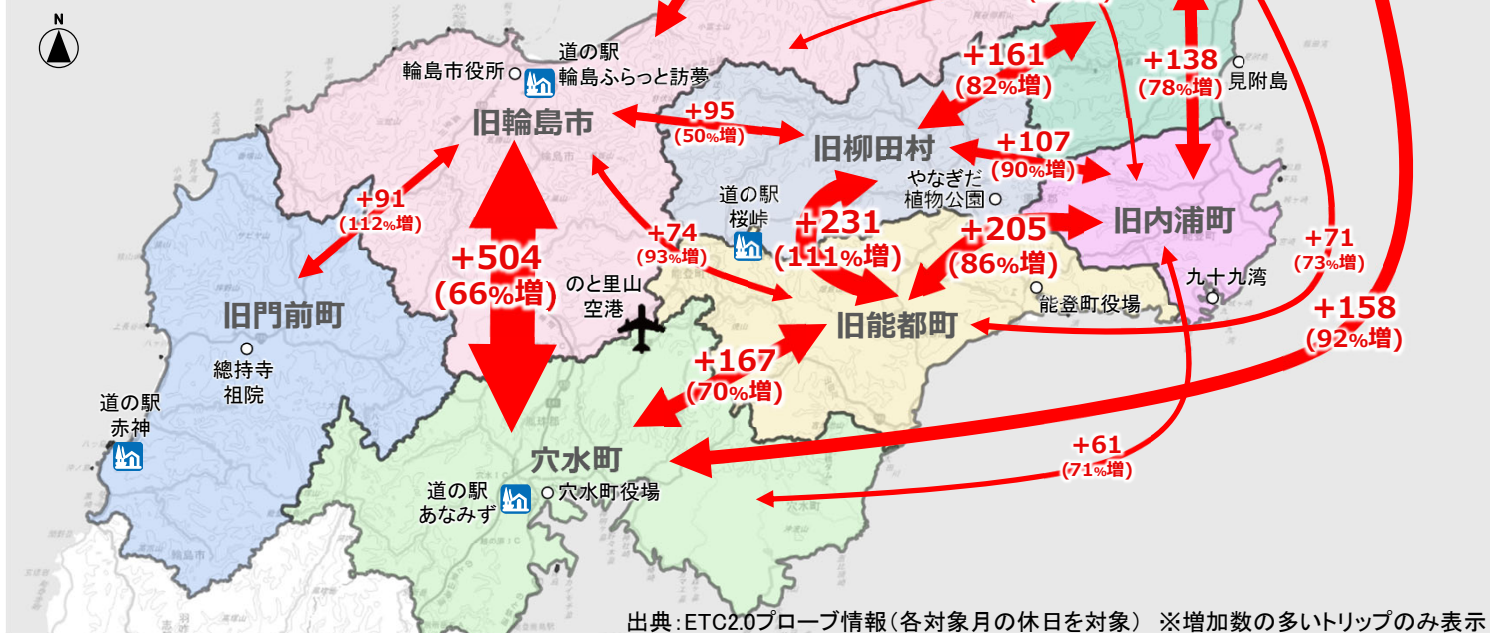 N
道の駅
輪島ふらっと訪夢
輪島市役所
旧輪島市
+161
(82%増)
+138
(78%増)
見附島
+95
(50%増)
旧柳田村
+107
(90%増)
やなぎだ
植物公園
道の駅
桜峠
+91
(112%増)
+74
(93%増)
+231
(111%増)
+205
(86%増)
旧内浦町
+504
(66%増)
のと里山
空港
+71
(73%増)
九十九湾
能登町役場
+158
(92%増)
旧門前町
旧能都町
總持寺
祖院
+167
(70%増)
道の駅
赤神
+61
(71%増)
穴水町
道の駅
あなみず
穴水町役場
輪島市
穴水町
出典:ETC2.0プローブ情報(各対象月の休日を対象) ※増加数の多いトリップのみ表示